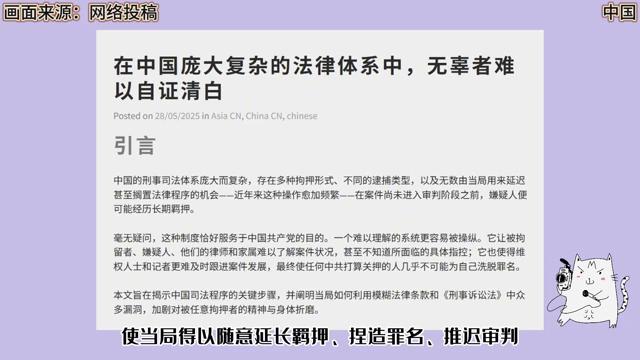 画面来源：网络投稿
中国
在中国庞大复杂的法律体系中，无辜者难
以自证清白
Posted on 28/05/2025 in Asia CN, China CN, chinese
引言
中国的刑事司法体系庞大而复杂，存在多种拘押形式、不同的逮捕类型，以及无数由当局用来延迟
甚至搁置法律程序的机会——近年来这种操作愈加频繁——在案件尚未进入审判阶段之前，嫌疑人便
可能经历长期羁押。
毫无疑问，这种制度恰好服务于中国共产党的目的。一个难以理解的系统更容易被操纵。它让被拘
留者、嫌疑人、他们的律师和家属难以了解案件状况，甚至不知道所面临的具体指控；它也使得维
权人士和记者更难及时跟进案件发展，最终使任何中共打算关押的人几乎不可能为自己洗脱罪名。
本文旨在揭示中国司法程序的关键步骤，并阐明当局如何利用模糊法律条款和《刑事诉讼法》中众
多漏洞，加剧对被任意拘押者的精神与身体折磨。
使当局得以随意延长羁押、捏造罪名、推迟审判